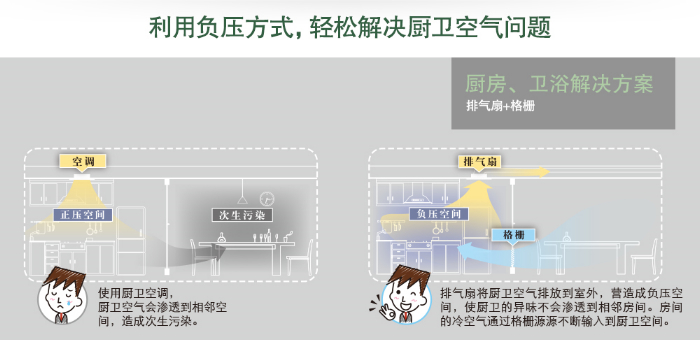 利用负压方式，轻松解决厨卫空气问题
厨房、卫浴解决方案
排气扇+格栅
空调
正压空间
次生污染
使用厨卫空调，
厨卫空气会渗透到相邻空
间，造成次生污染。
排气扇
负压空间
格栅
排气扇将厨卫空气排放到室外，营造成负压空
间，使厨卫的异味不会渗透到相邻房间。房间
的冷空气通过格栅源源不断输入到厨卫空间。